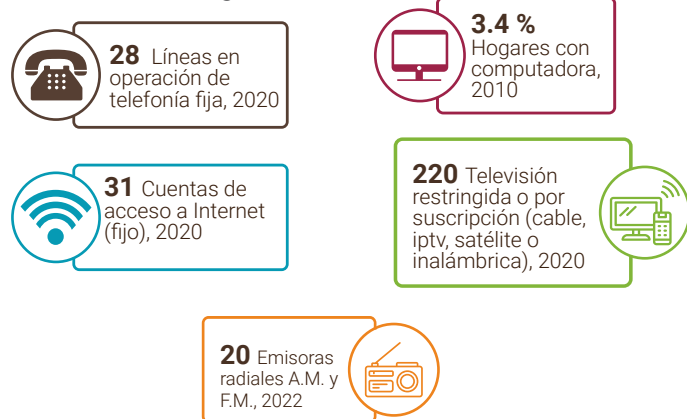 28 Líneas en
operación de
telefonía fija, 2020
3.4 %
Hogares con
computadora,
2010
31 Cuentas de
acceso a Internet
(fijo), 2020
220 Televisión
restringida o por
suscripción (cable,
iptv, satélite o
inalámbrica), 2020
20 Emisoras
radiales A.M. y
F.M., 2022